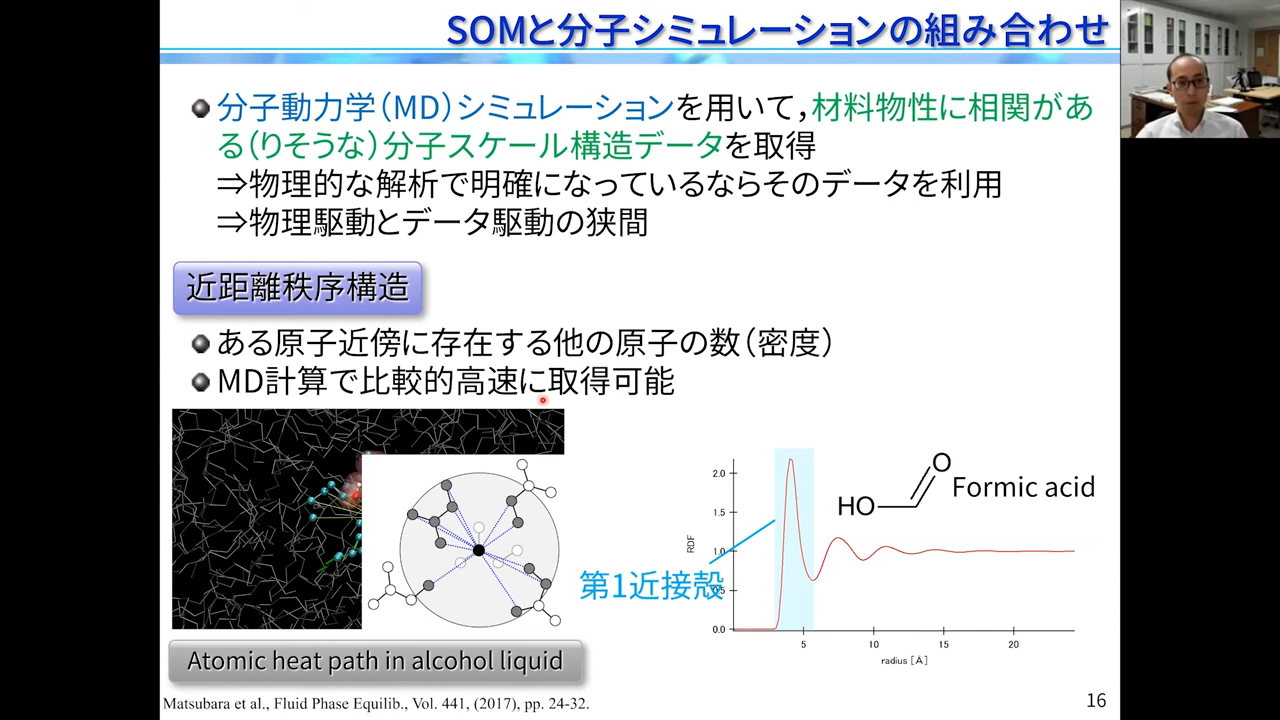 SOMと分子シミュレーションの組み合わせ
分子動力学(MD)シミュレーションを用いて,材料物性に相関があ
る(りそうな)分子スケール構造データを取得
⇒物理的な解析で明確になっているならそのデータを利用
⇒物理駆動とデータ駆動の狭間
近距離秩序構造
ある原子近傍に存在する他の原子の数(密度)
MD計算で比較的高速に取得可能
Atomic heat path in alcohol liquid
Matsubara et al., Fluid Phase Equilib., Vol. 441, (2017), pp. 24-32.
O
HO
Formic acid
第1近接殻
RDF
2.0
1.5
1.0
0.5
0.0
5 10 15 20
radius [Å]
16